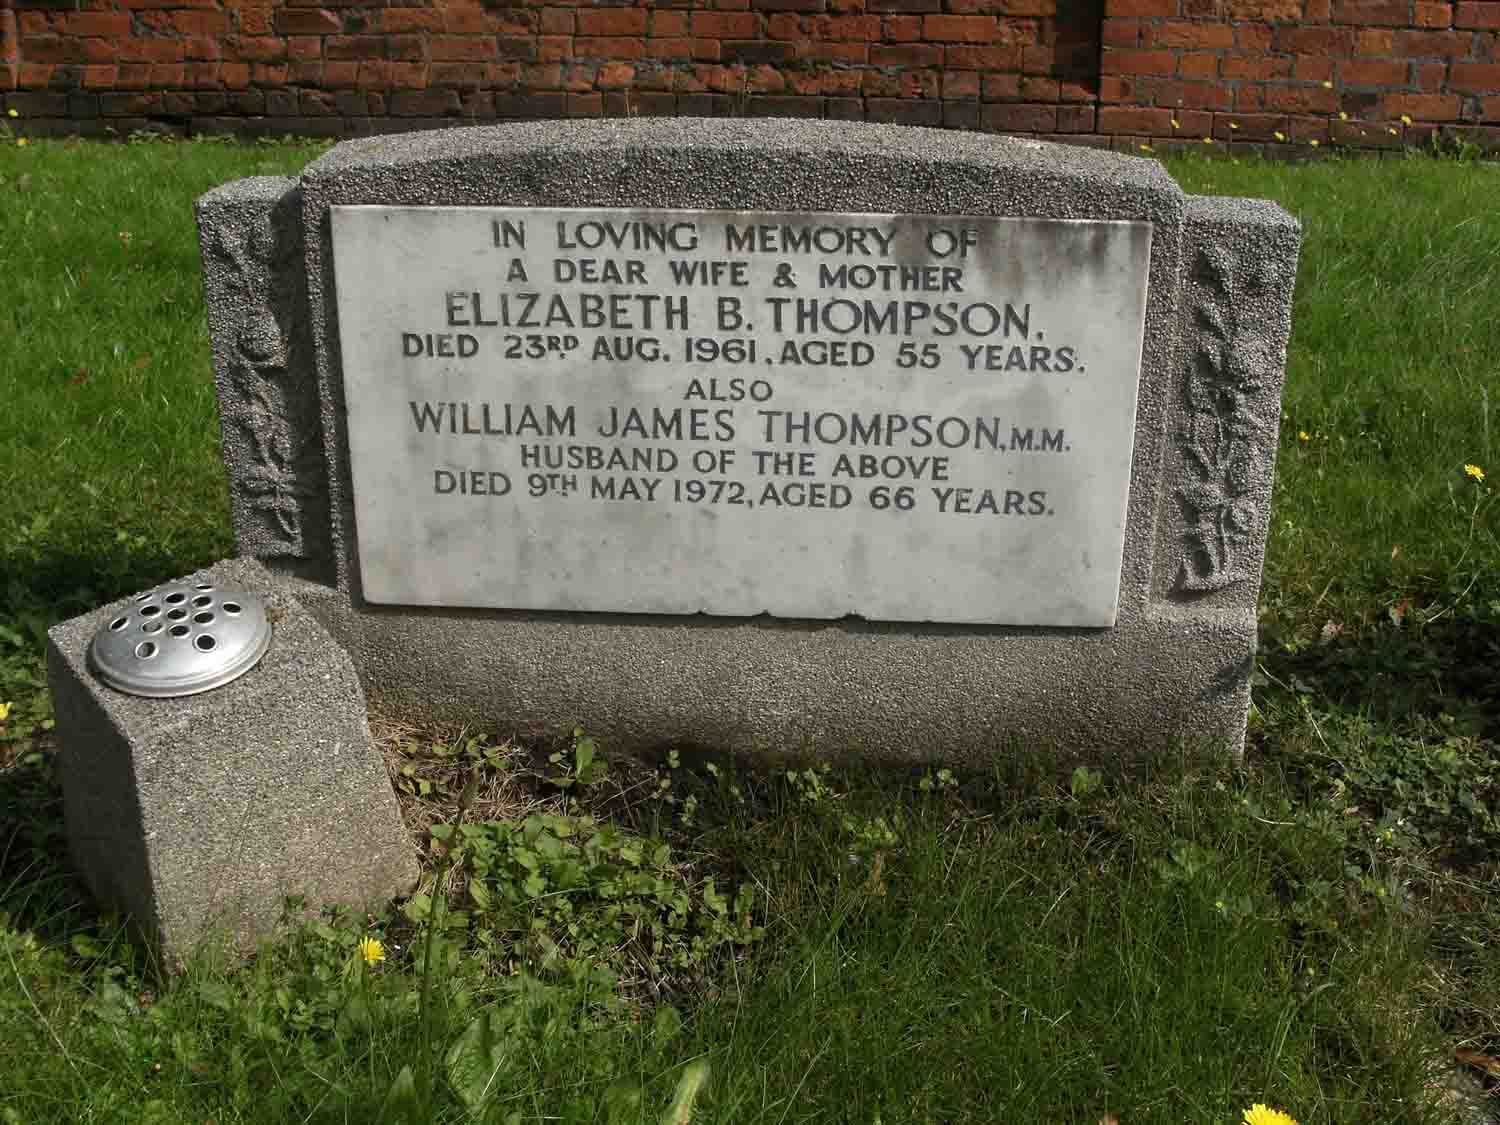 IN LOVING MEMORY OF
A DEAR WIFE & MOTHER
ELIZABETH B. THOMPSON.
DIED 23RD. AUG. 1961. AGED 55 YEARS.
ALSO
WILLIAM JAMES THOMPSON, M.M.
HUSBAND OF THE ABOVE
DIED 9TH MAY 1972, AGED 66 YEARS.